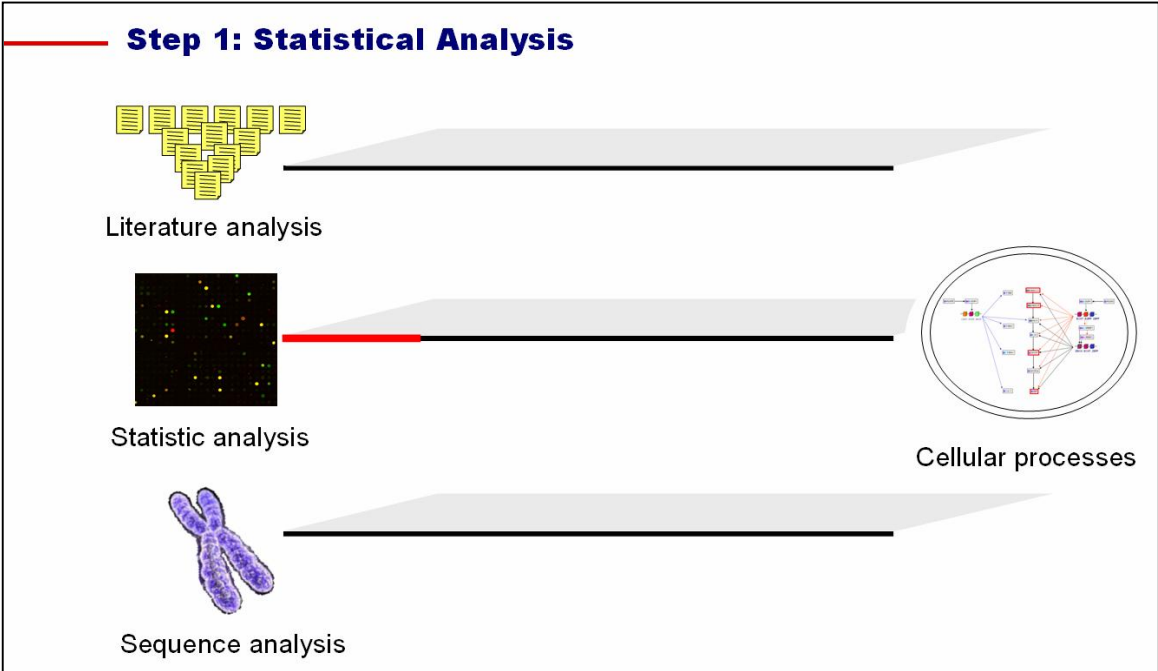 Step 1: Statistical Analysis
Literature analysis
Statistic analysis
Cellular processes
Sequence analysis